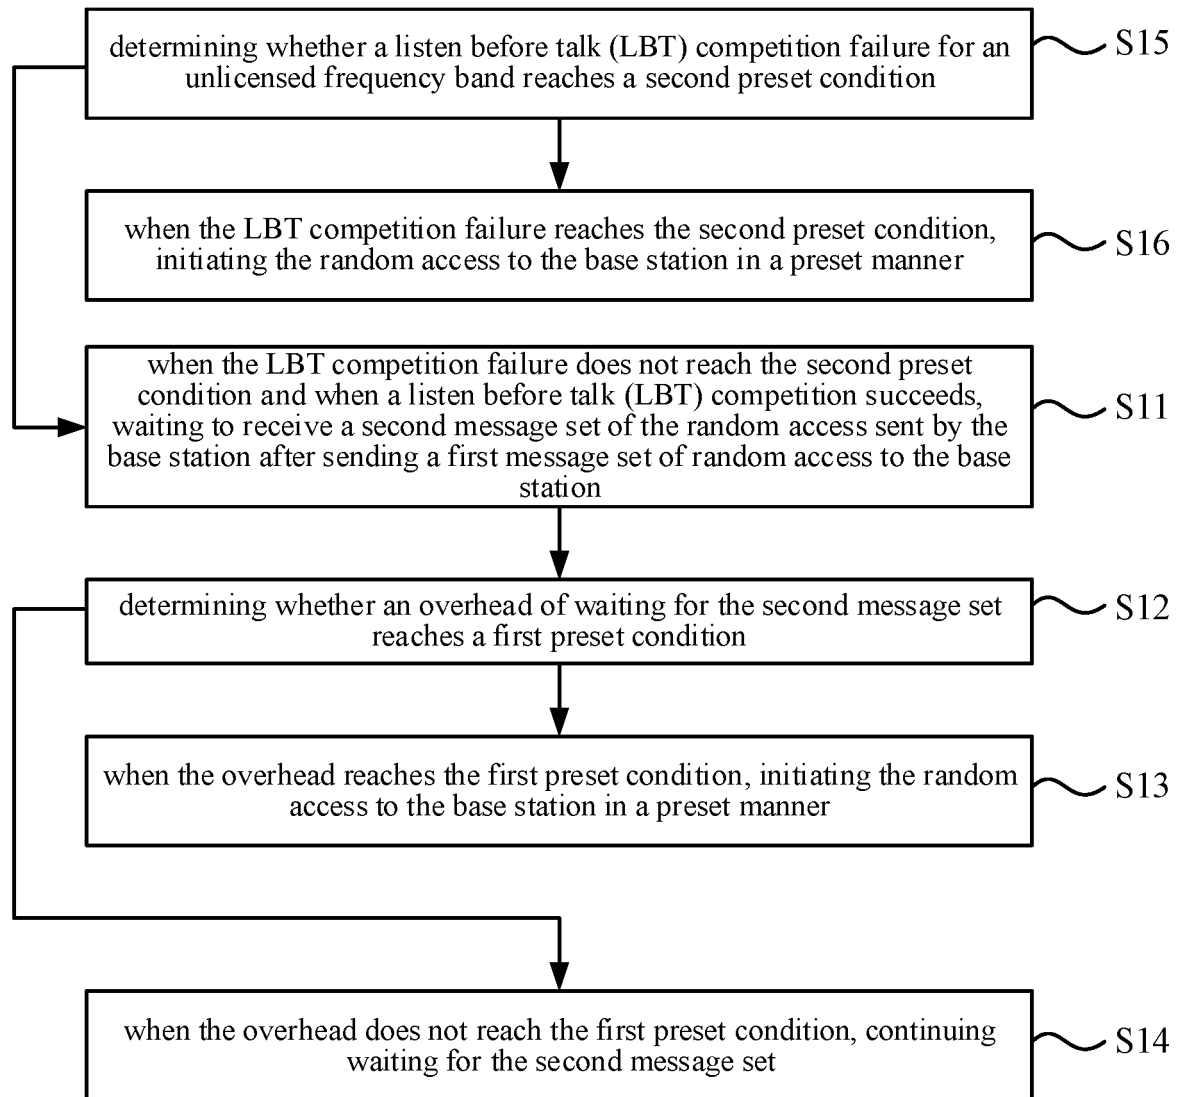 determining whether a listen before talk (LBT) competition failure for an
unlicensed frequency band reaches a second preset condition
S15
when the LBT competition failure reaches the second preset condition,
initiating the random access to the base station in a preset manner
S16
when the LBT competition failure does not reach the second preset
condition and when a listen before talk (LBT) competition succeeds,
waiting to receive a second message set of the random access sent by the
base station after sending a first message set of random access to the base
station
S11
determining whether an overhead of waiting for the second message set
reaches a first preset condition
S12
when the overhead reaches the first preset condition, initiating the random
access to the base station in a preset manner
S13
when the overhead does not reach the first preset condition, continuing
waiting for the second message set
S14